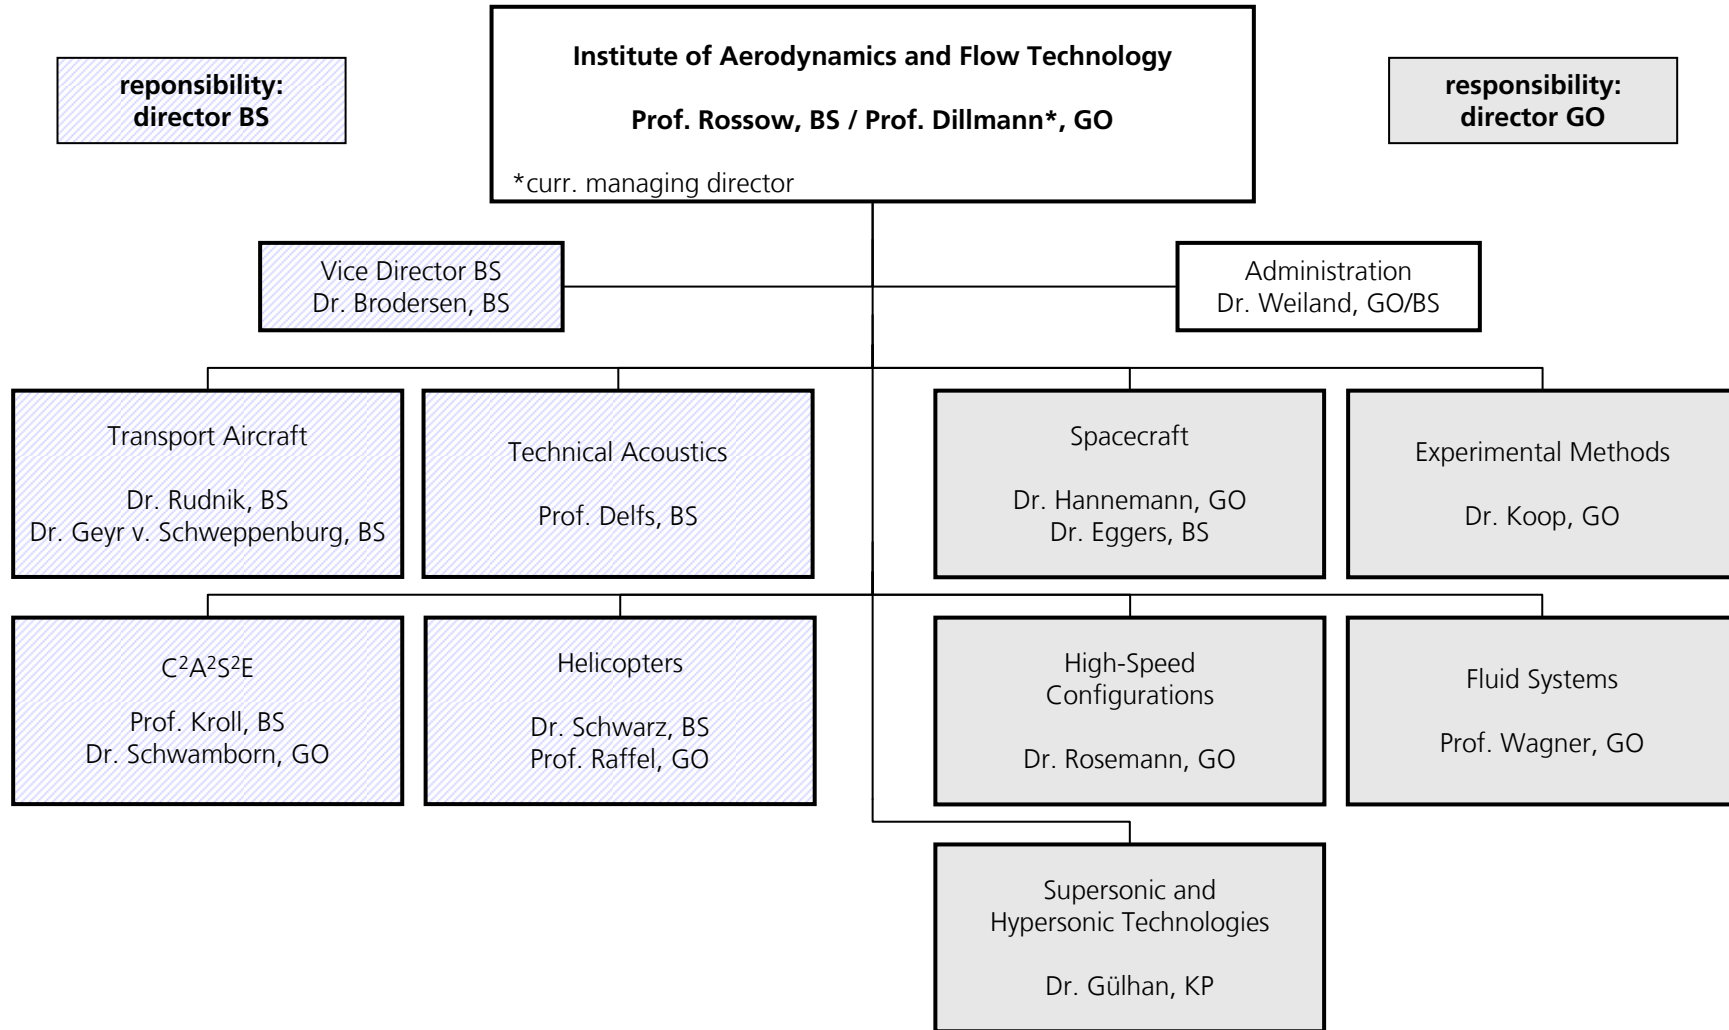 reponsibility:
director BS
Institute of Aerodynamics and Flow Technology
Prof. Rossow, BS / Prof. Dillmann*, GO
*curr. managing director
responsibility:
director GO
Vice Director BS
Dr. Brodersen, BS
Administration
Dr. Weiland, GO/BS
Transport Aircraft
Dr. Rudnik, BS
Dr. Geyr v. Schweppenburg, BS
Technical Acoustics
Prof. Delfs, BS
Spacecraft
Dr. Hannemann, GO
Dr. Eggers, BS
Experimental Methods
Dr. Koop, GO
C²A²S²E
Prof. Kroll, BS
Dr. Schwamborn, GO
Helicopters
Dr. Schwarz, BS
Prof. Raffel, GO
High-Speed
Configurations
Dr. Rosemann, GO
Fluid Systems
Prof. Wagner, GO
Supersonic and
Hypersonic Technologies
Dr. Gülhan, KP